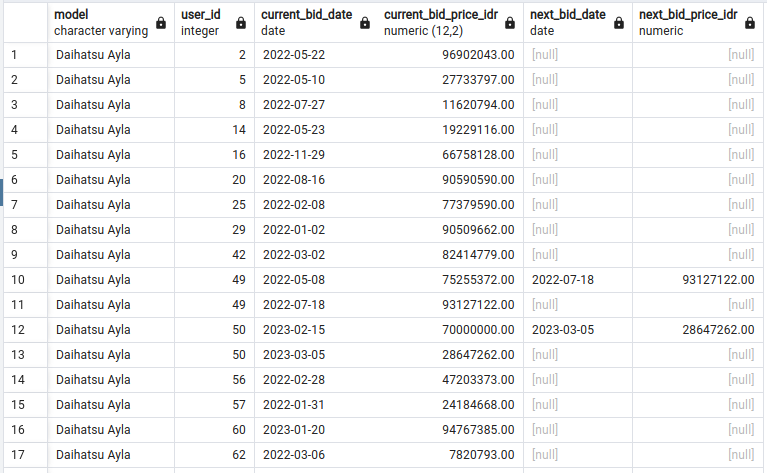 model user_id current_bid_date current_bid_price_idr next_bid_date next_bid_price_idr
character varying integer date numeric (12,2) date numeric
1 Daihatsu Ayla 2 2022-05-22 96902043.00 [null] [null]
2 Daihatsu Ayla 5 2022-05-10 27733797.00 [null] [null]
3 Daihatsu Ayla 8 2022-07-27 11620794.00 [null] [null]
4 Daihatsu Ayla 14 2022-05-23 19229116.00 [null] [null]
5 Daihatsu Ayla 16 2022-11-29 66758128.00 [null] [null]
6 Daihatsu Ayla 20 2022-08-16 90590590.00 [null] [null]
7 Daihatsu Ayla 25 2022-02-08 77379590.00 [null] [null]
8 Daihatsu Ayla 29 2022-01-02 90509662.00 [null] [null]
9 Daihatsu Ayla 42 2022-03-02 82414779.00 [null] [null]
10 Daihatsu Ayla 49 2022-05-08 75255372.00 2022-07-18 93127122.00
11 Daihatsu Ayla 49 2022-07-18 93127122.00 [null] [null]
12 Daihatsu Ayla 50 2023-02-15 70000000.00 2023-03-05 28647262.00
13 Daihatsu Ayla 50 2023-03-05 28647262.00 [null] [null]
14 Daihatsu Ayla 56 2022-02-28 47203373.00 [null] [null]
15 Daihatsu Ayla 57 2022-01-31 24184668.00 [null] [null]
16 Daihatsu Ayla 60 2023-01-20 94767385.00 [null] [null]
17 Daihatsu Ayla 62 2022-03-06 7820793.00 [null] [null]